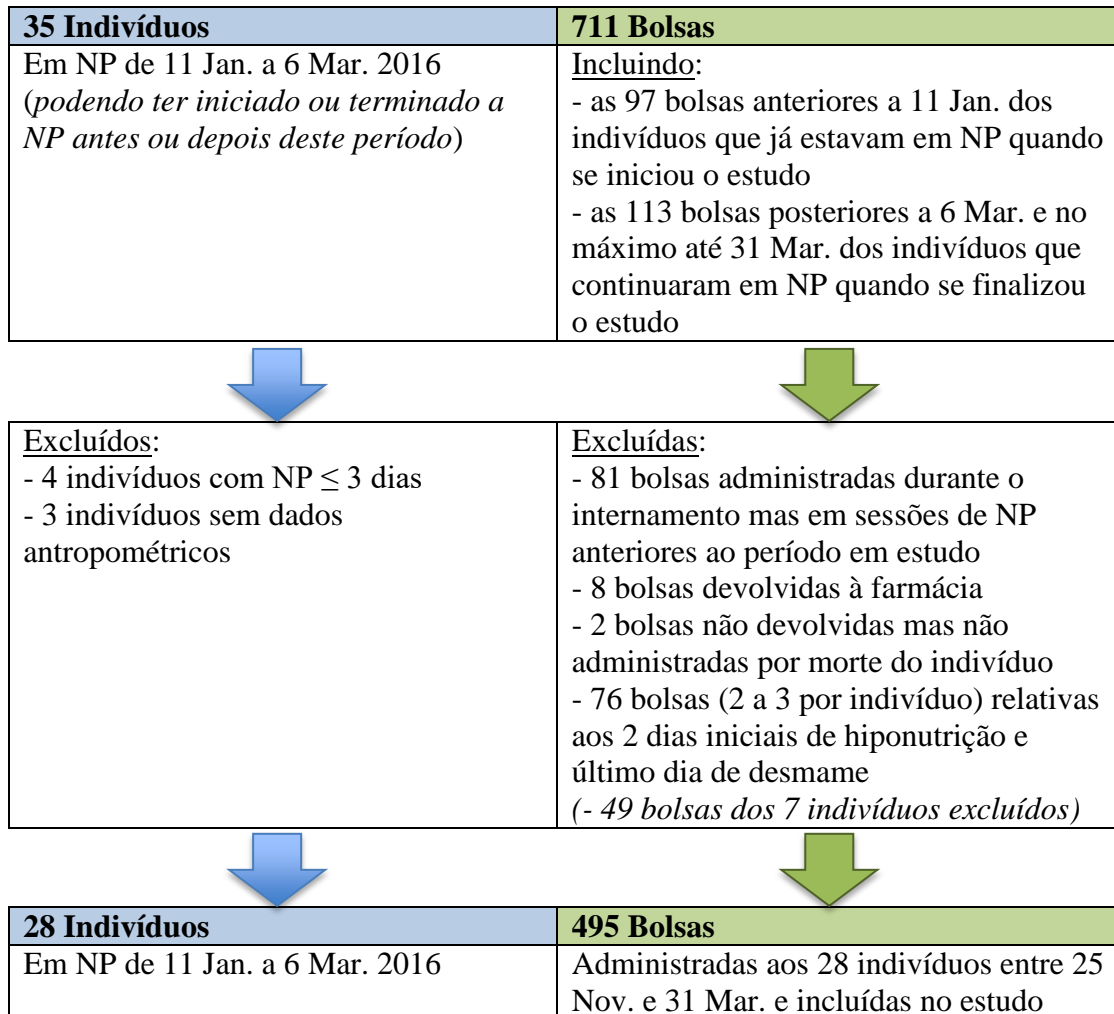 35 Indivíduos
Em NP de 11 Jan. a 6 Mar. 2016
(podendo ter iniciado ou terminado a
NP antes ou depois deste período)
711 Bolsas
Incluindo:
- as 97 bolsas anteriores a 11 Jan. dos
indivíduos que já estavam em NP quando
se iniciou o estudo
- as 113 bolsas posteriores a 6 Mar. e no
máximo até 31 Mar. dos indivíduos que
continuaram em NP quando se finalizou
o estudo
Excluídos:
- 4 indivíduos com NP ≤ 3 dias
- 3 indivíduos sem dados
antropométricos
Excluídas:
- 81 bolsas administradas durante o
internamento mas em sessões de NP
anteriores ao período em estudo
- 8 bolsas devolvidas à farmácia
- 2 bolsas não devolvidas mas não
administradas por morte do indivíduo
- 76 bolsas (2 a 3 por indivíduo) relativas
aos 2 dias iniciais de hiponutrição e
último dia de desmame
(- 49 bolsas dos 7 indivíduos excluídos)
28 Indivíduos
Em NP de 11 Jan. a 6 Mar. 2016
495 Bolsas
Administradas aos 28 indivíduos entre 25
Nov. e 31 Mar. e incluídas no estudo